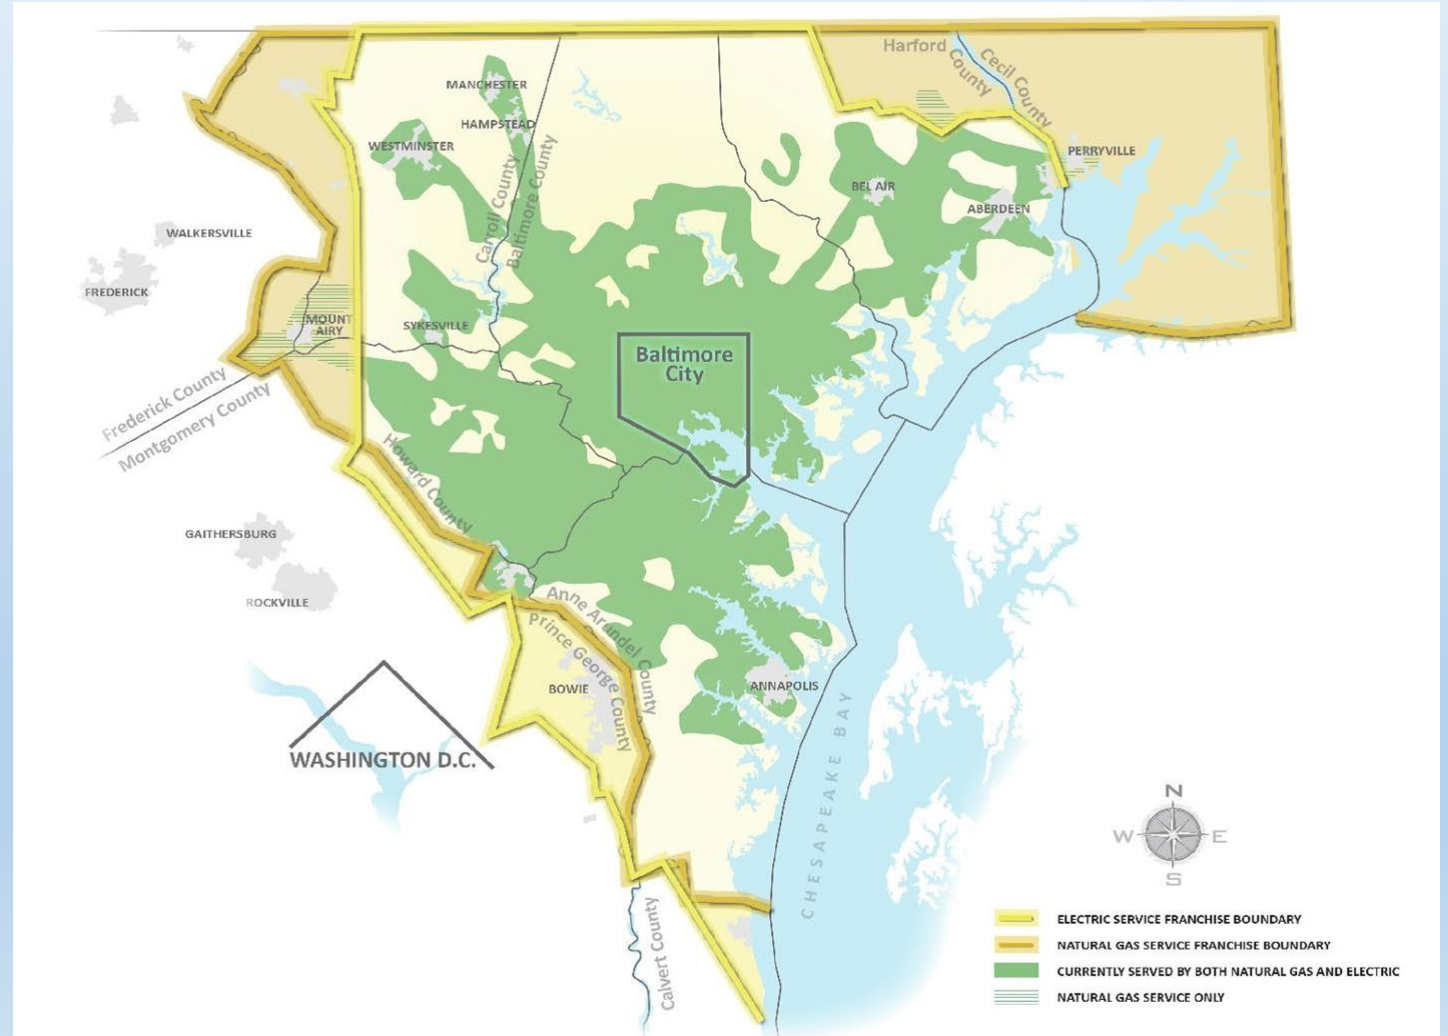 Harford
County
Cecil County
MANCHESTER
HAMPSTEAD
WESTMINSTER
Carroll County
Baltimore County
PERRYVILLE
BEL AIR
ABERDEEN
WALKERSVILLE
FREDERICK
MOUNT
AIRY
SYKESVILLE
Baltimore
City
Frederick County
Montgomery County
Howard County
GAITHERSBURG
ROCKVILLE
Anne Arundel County
Prince George County
BOWIE
ANNAPOLIS
WASHINGTON D.C.
CHESAPEAKE BAY
Calvert County
N
W
E
S
ELECTRIC SERVICE FRANCHISE BOUNDARY
NATURAL GAS SERVICE FRANCHISE BOUNDARY
CURRENTLY SERVED BY BOTH NATURAL GAS AND ELECTRIC
NATURAL GAS SERVICE ONLY